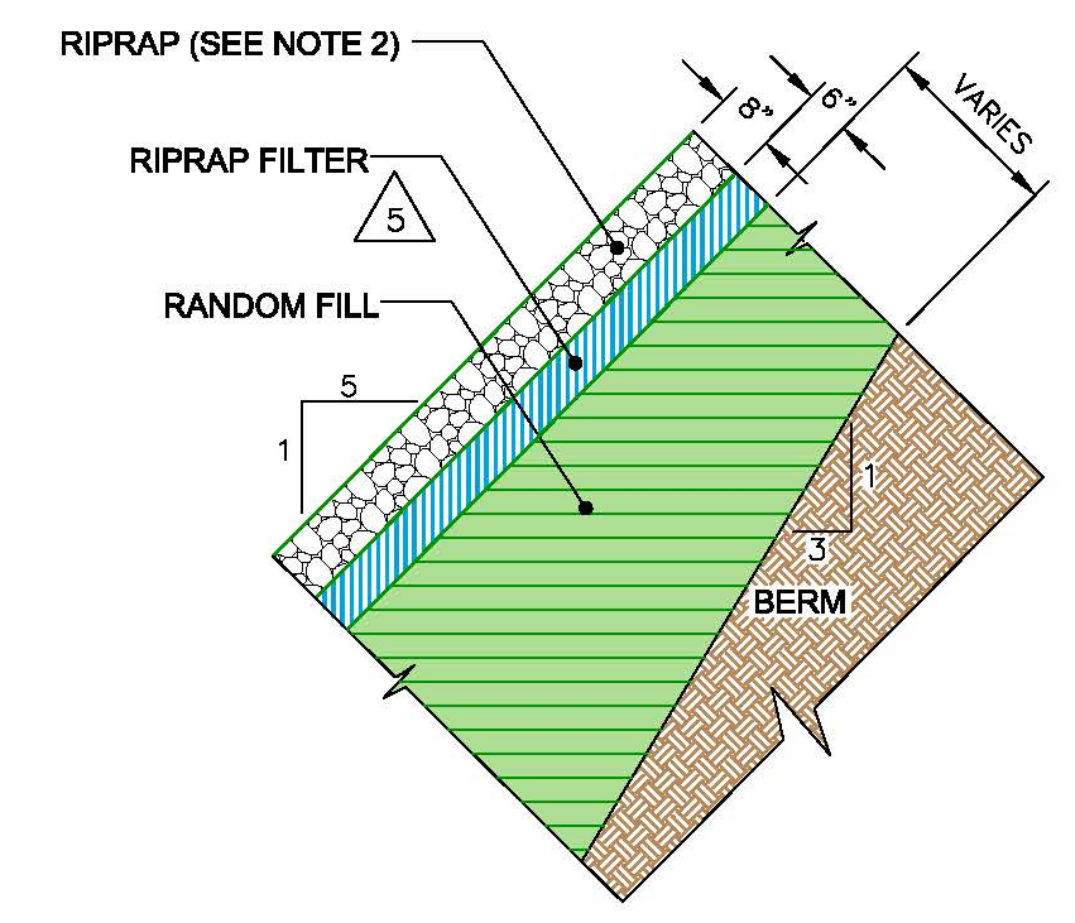 RIPRAP (SEE NOTE 2)
8"
6"
VARIES
RIPRAP FILTER
5
RANDOM FILL
5
1
1
3
BERM